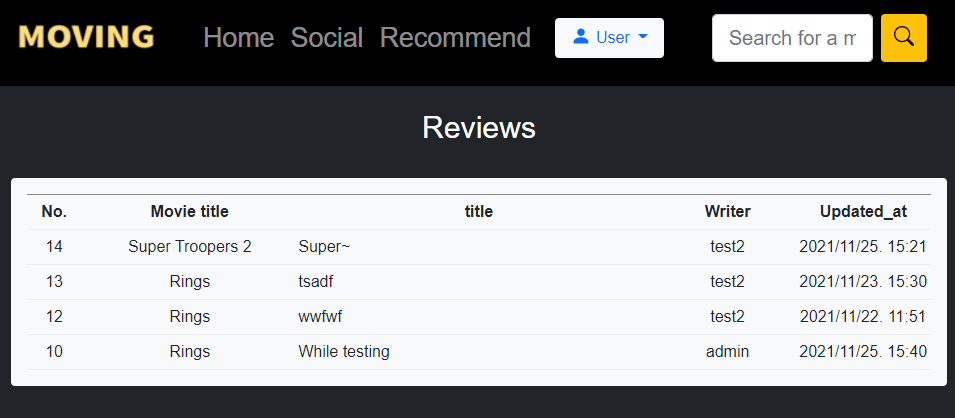 MOVING Home Social Recommend User Search for a m
Reviews
No. Movie title title Writer Updated_at
14 Super Troopers 2 Super~ test2 2021/11/25. 15:21
13 Rings tsadf test2 2021/11/23. 15:30
12 Rings wwfwf test2 2021/11/22. 11:51
10 Rings While testing admin 2021/11/25. 15:40